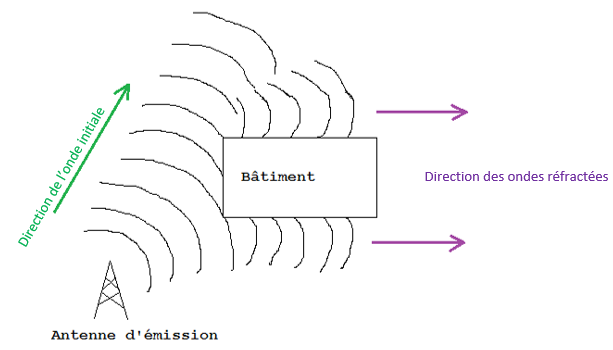 Direction de l'onde initiale
Bâtiment
Direction des ondes réfractées
Antenne d'émission